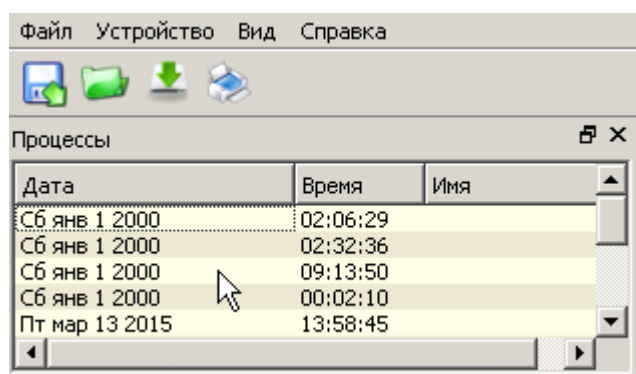 Файл Устройство Вид Справка
Процессы
Дата Время Имя
Сб янв 1 2000 02:06:29
Сб янв 1 2000 02:32:36
Сб янв 1 2000 09:13:50
Сб янв 1 2000 00:02:10
Пт мар 13 2015 13:58:45